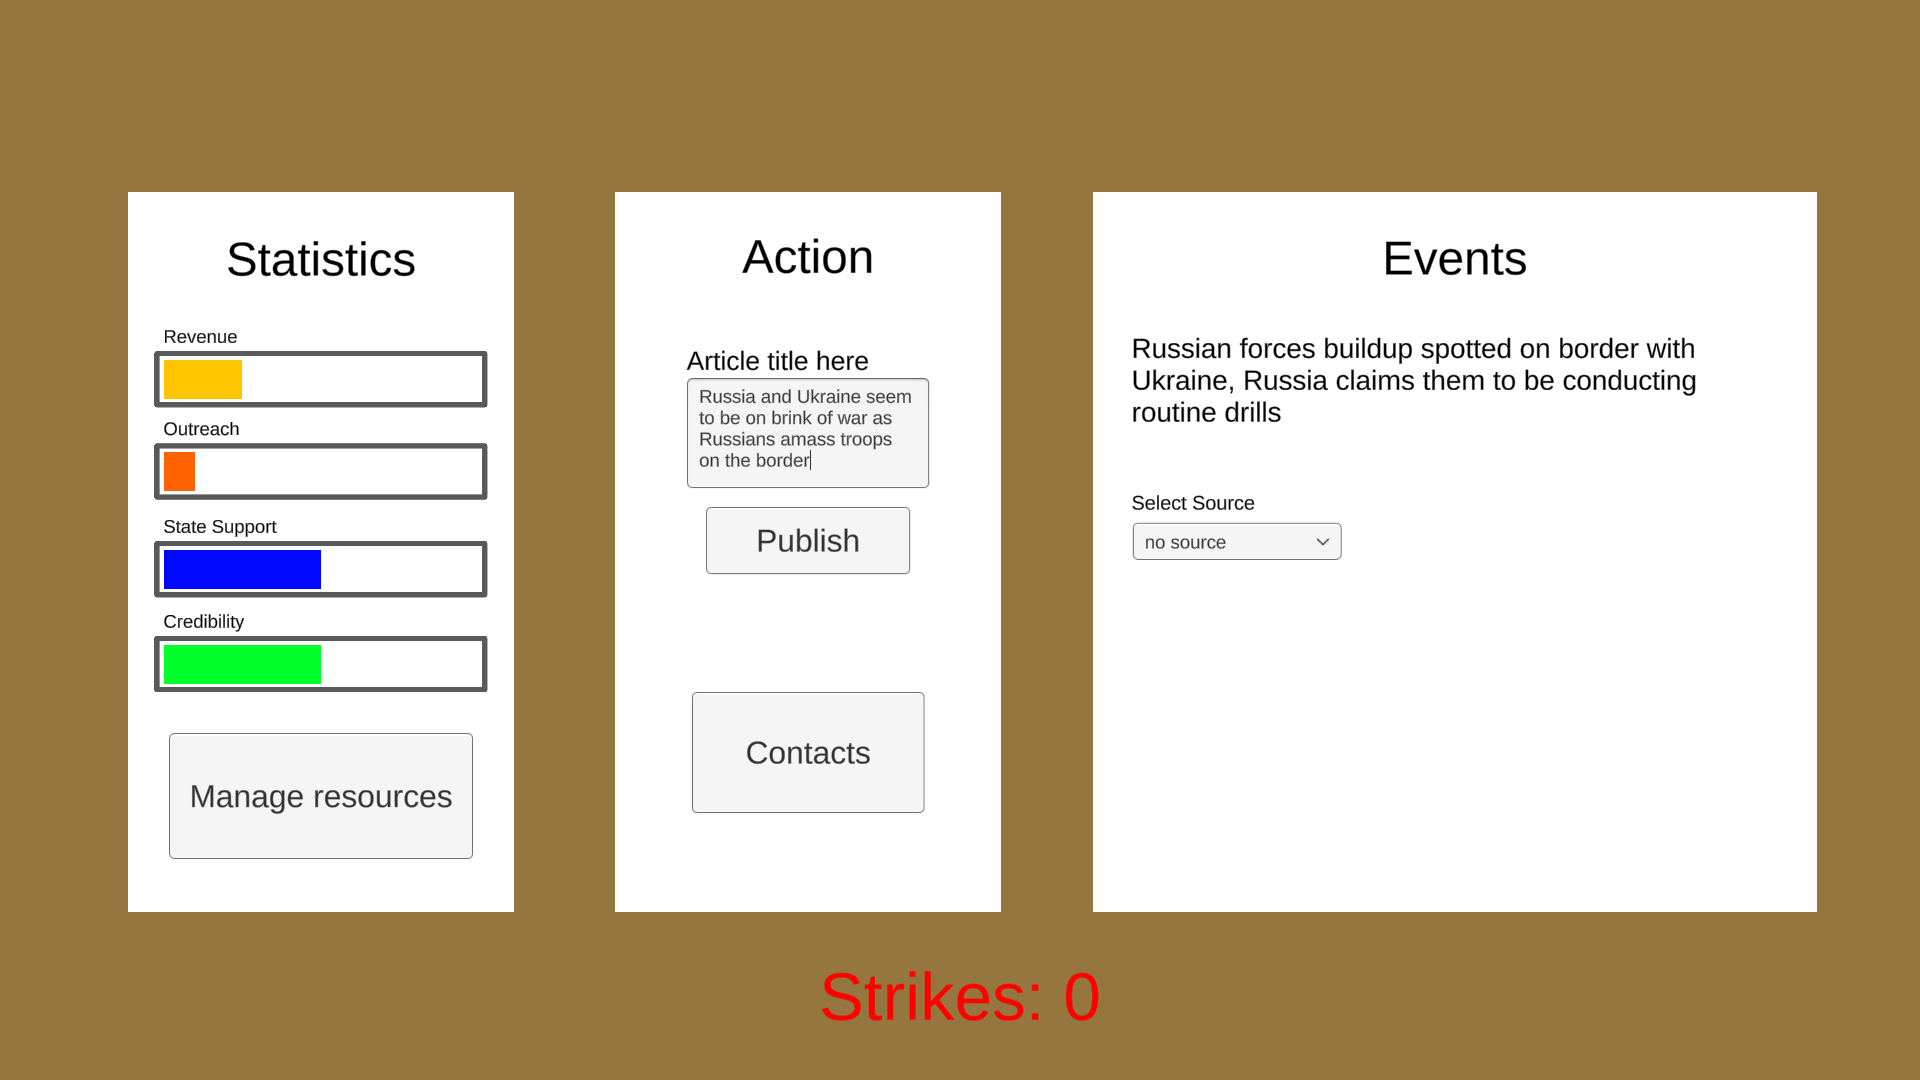 Statistics
Revenue
Outreach
State Support
Credibility
Manage resources
Action
Article title here
Russia and Ukraine seem
to be on brink of war as
Russians amass troops
on the border
Publish
Contacts
Events
Russian forces buildup spotted on border with
Ukraine, Russia claims them to be conducting
routine drills
Select Source
no source
Strikes: 0